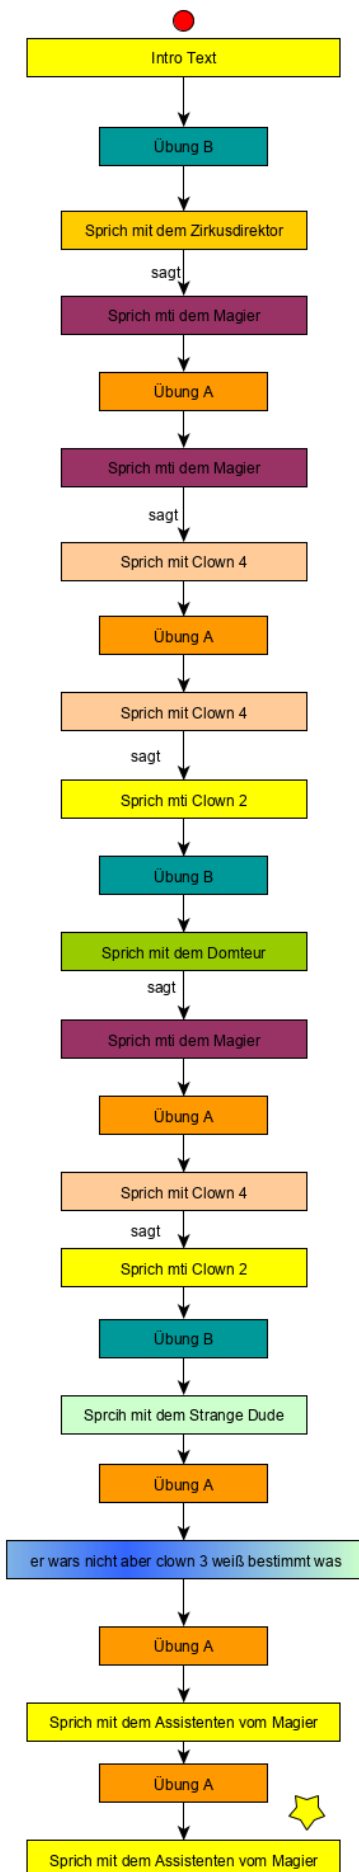 Intro Text
Übung B
Sprich mit dem Zirkusdirektor
sagt
Sprich mti dem Magier
Übung A
Sprich mti dem Magier
sagt
Sprich mit Clown 4
Übung A
Sprich mit Clown 4
sagt
Sprich mti Clown 2
Übung B
Sprich mit dem Domteur
sagt
Sprich mti dem Magier
Übung A
Sprich mit Clown 4
sagt
Sprich mti Clown 2
Übung B
Sprcih mit dem Strange Dude
Übung A
er wars nicht aber clown 3 weiß bestimmt was
Übung A
Sprich mit dem Assistenten vom Magier
Übung A
Sprich mit dem Assistenten vom Magier